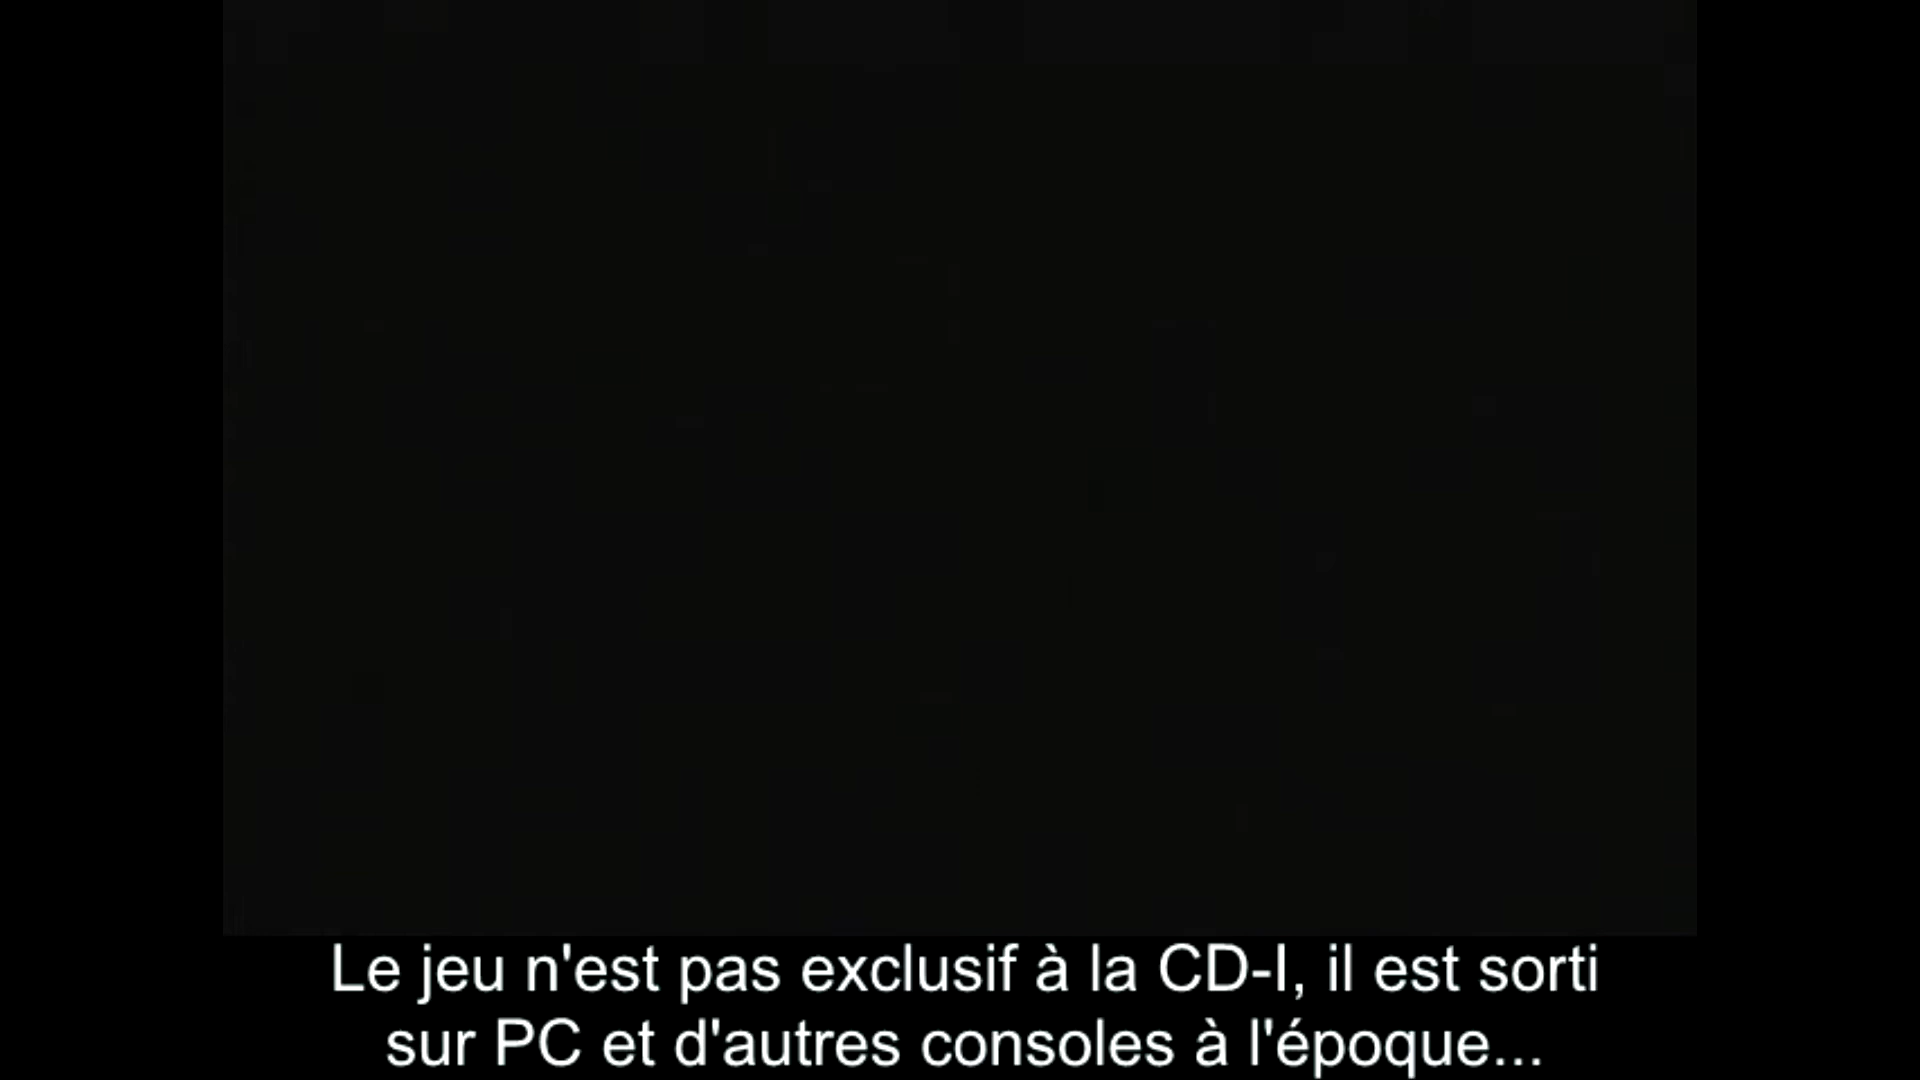 Le jeu n'est pas exclusif à la CD-I, il est sorti
sur PC et d'autres consoles à l'époque...